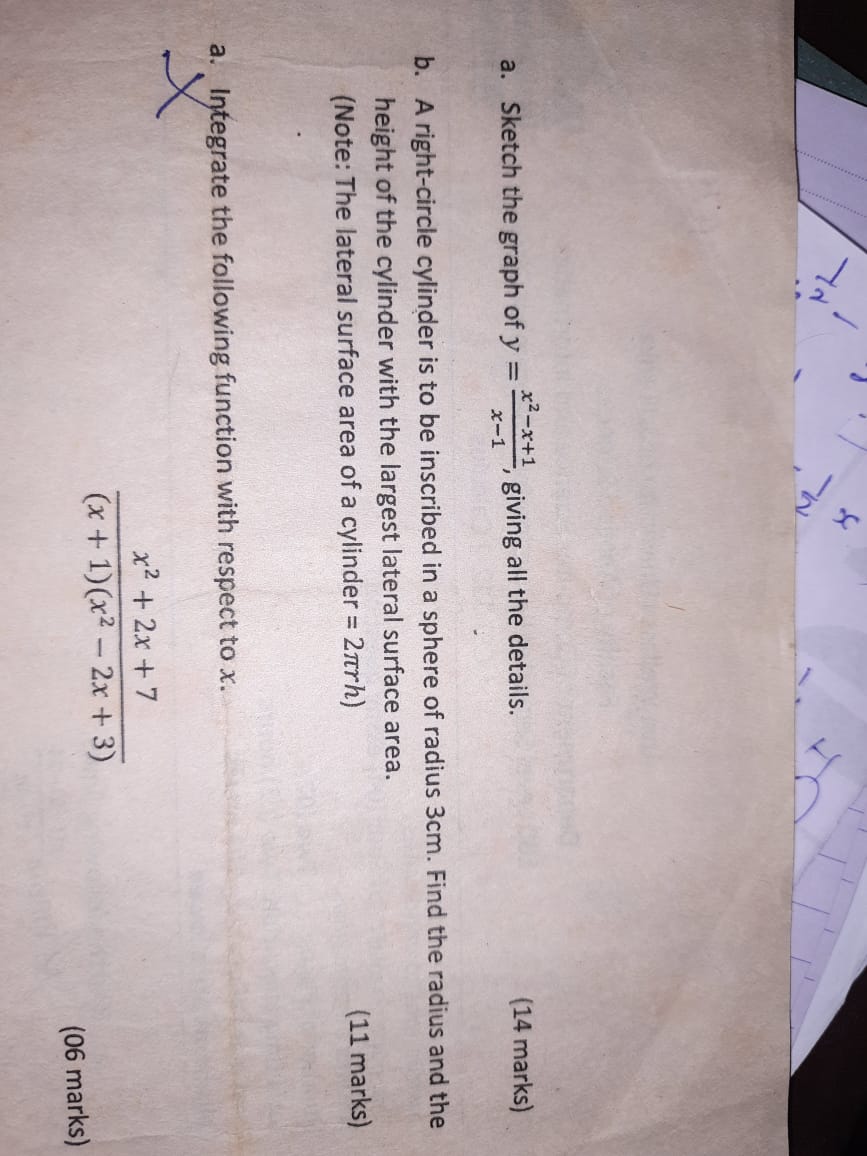 a. Sketch the graph of y = \frac{x^2-x+1}{x-1}, giving all the details. (14 marks)
b. A right-circle cylinder is to be inscribed in a sphere of radius 3cm. Find the radius and the
height of the cylinder with the largest lateral surface area.
(Note: The lateral surface area of a cylinder = 2πrh) (11 marks)
a. Integrate the following function with respect to x.
\frac{x^2 + 2x + 7}{(x + 1)(x^2 − 2x + 3)}
(06 marks)